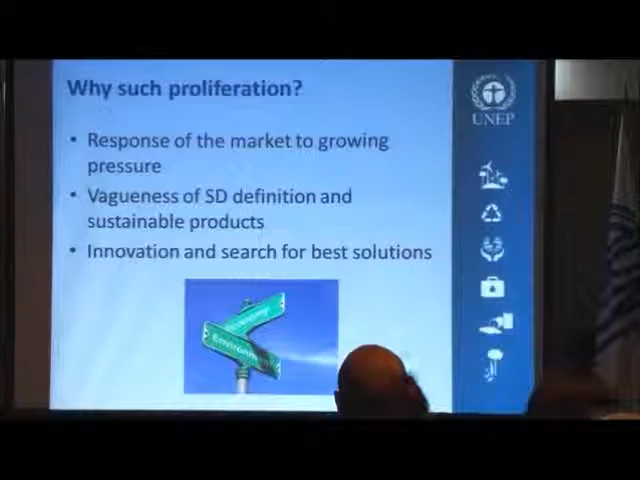 Why such proliferation?
• Response of the market to growing
pressure
• Vagueness of SD definition and
sustainable products
• Innovation and search for best solutions
UNEP
Economy